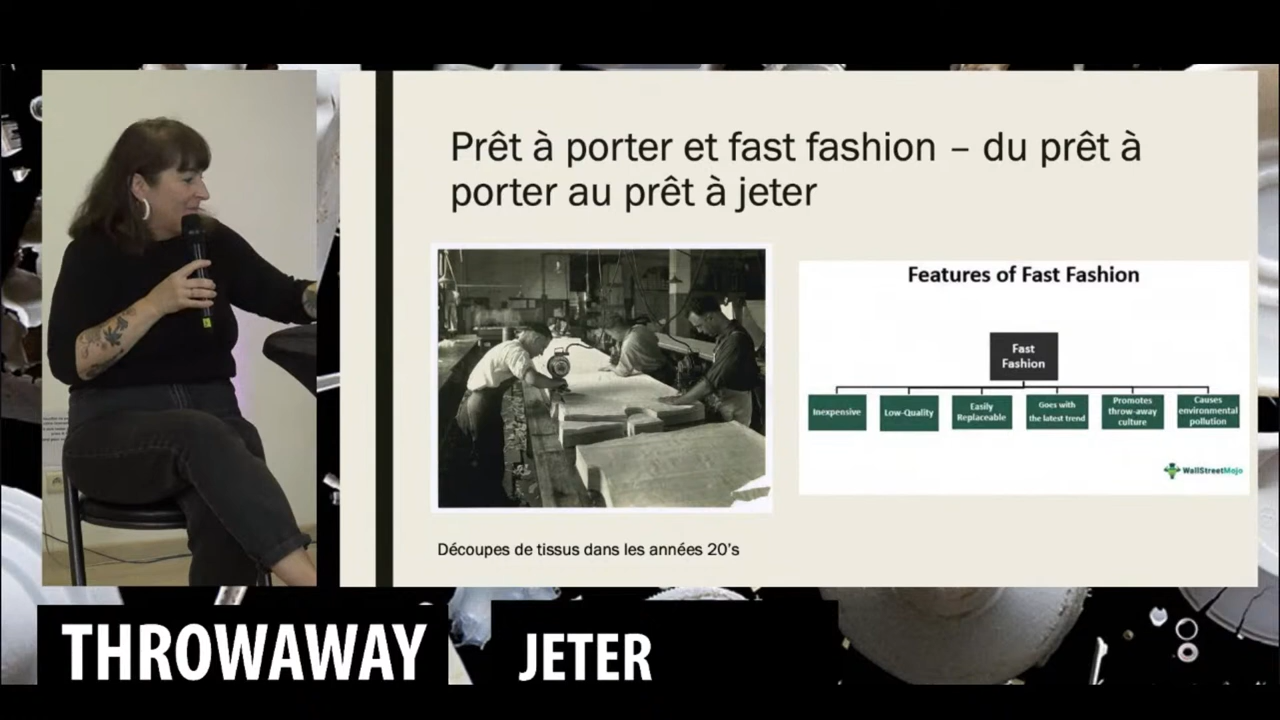 Prêt à porter et fast fashion – du prêt à
porter au prêt à jeter
Features of Fast Fashion
Fast
Fashion
Inexpensive
Low-Quality
Easily
Replaceable
Goes with
the latest trend
Promotes
throw-away
culture
Causes
environmental
pollution
WallStreetMojo
Découpes de tissus dans les années 20's
THROWAWAY
JETER